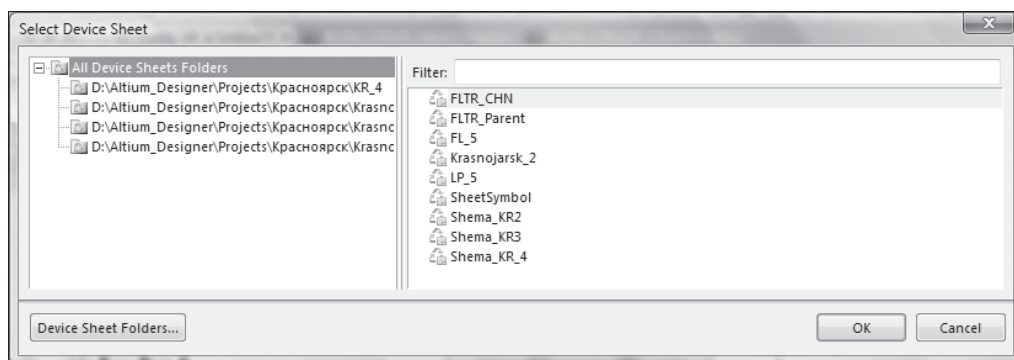 Select Device Sheet
All Device Sheets Folders
D:\Altium_Designer\Projects\Красноярск\KR_4
D:\Altium_Designer\Projects\Красноярск\Krasnc
D:\Altium_Designer\Projects\Красноярск\Krasnc
D:\Altium_Designer\Projects\Красноярск\Krasnc
Filter:
FLTR_CHN
FLTR_Parent
FL_5
Krasnojarsk_2
LP_5
SheetSymbol
Shema_KR2
Shema_KR3
Shema_KR_4
Device Sheet Folders...
OK
Cancel